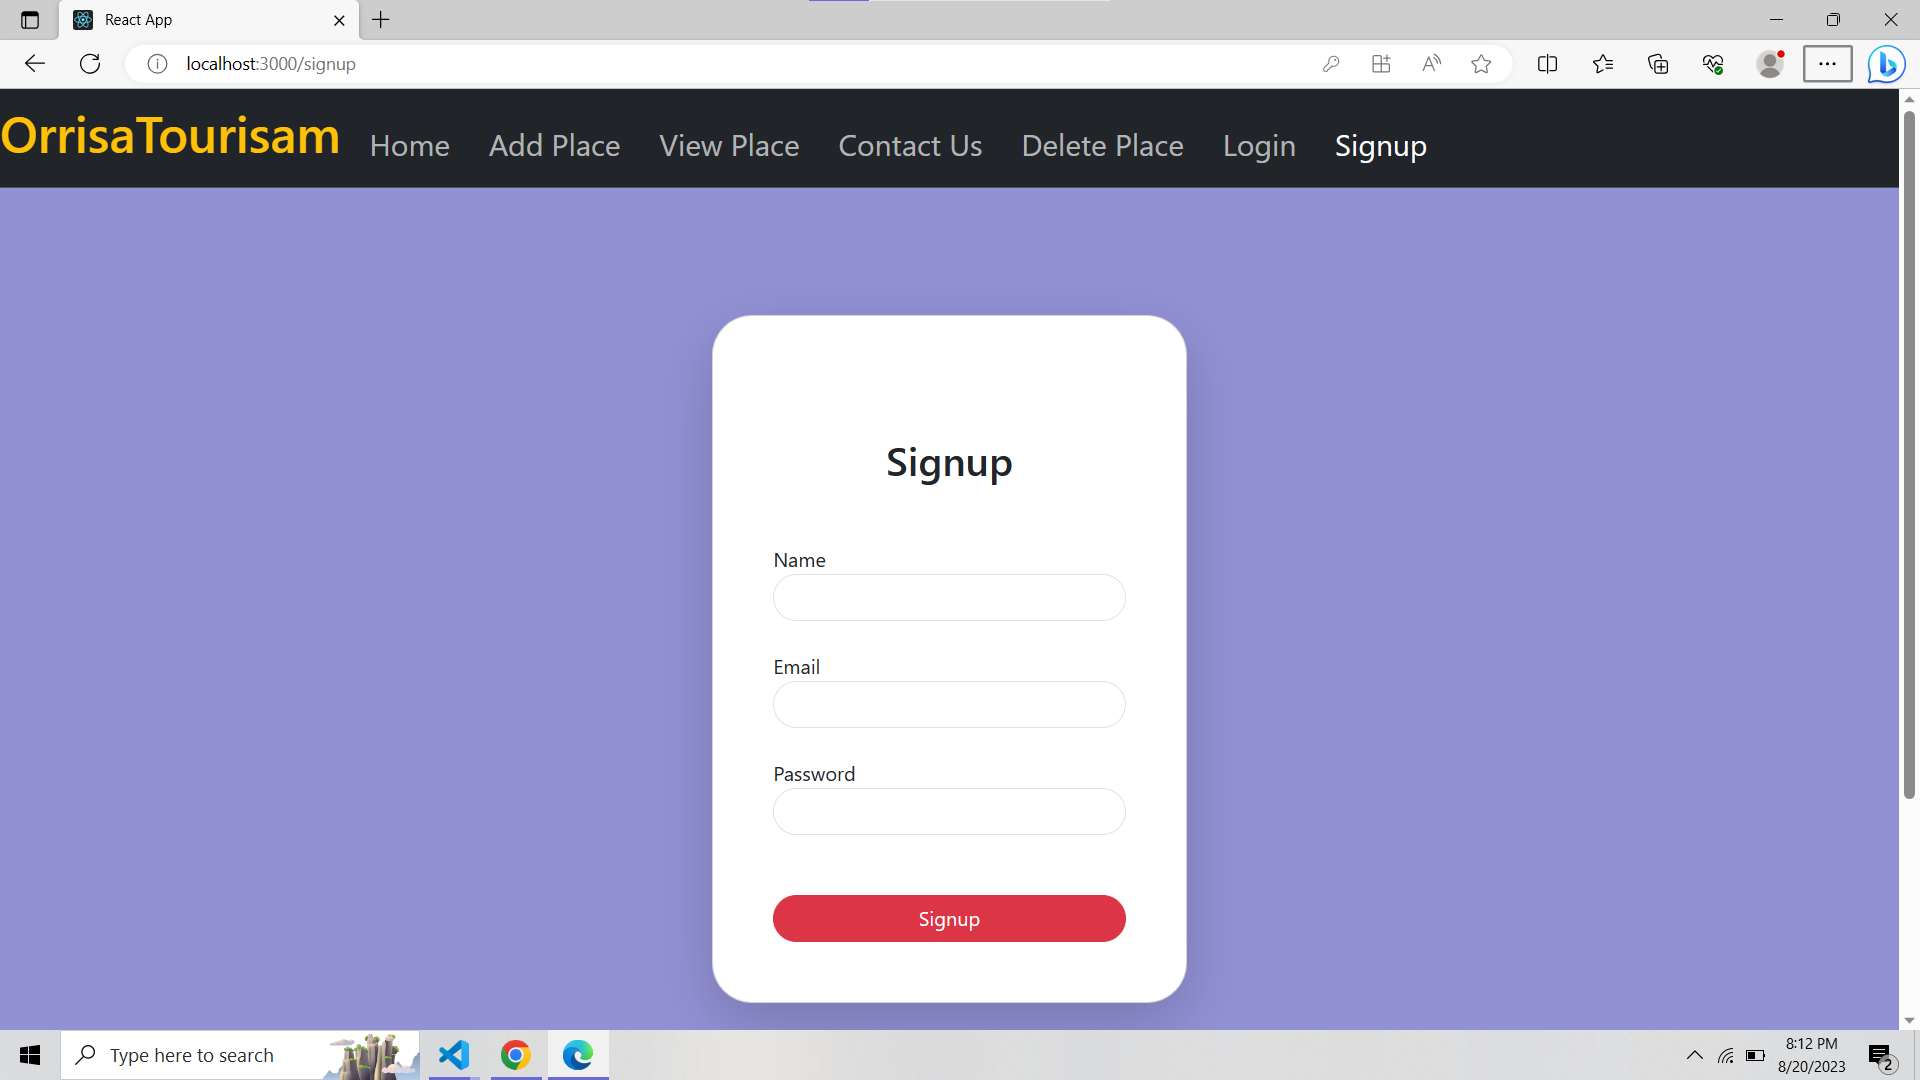 React App
localhost:3000/signup
OrrisaTourisam Home Add Place View Place Contact Us Delete Place Login Signup
Signup
Name
Email
Password
Signup
Type here to search
8:12 PM
8/20/2023
2